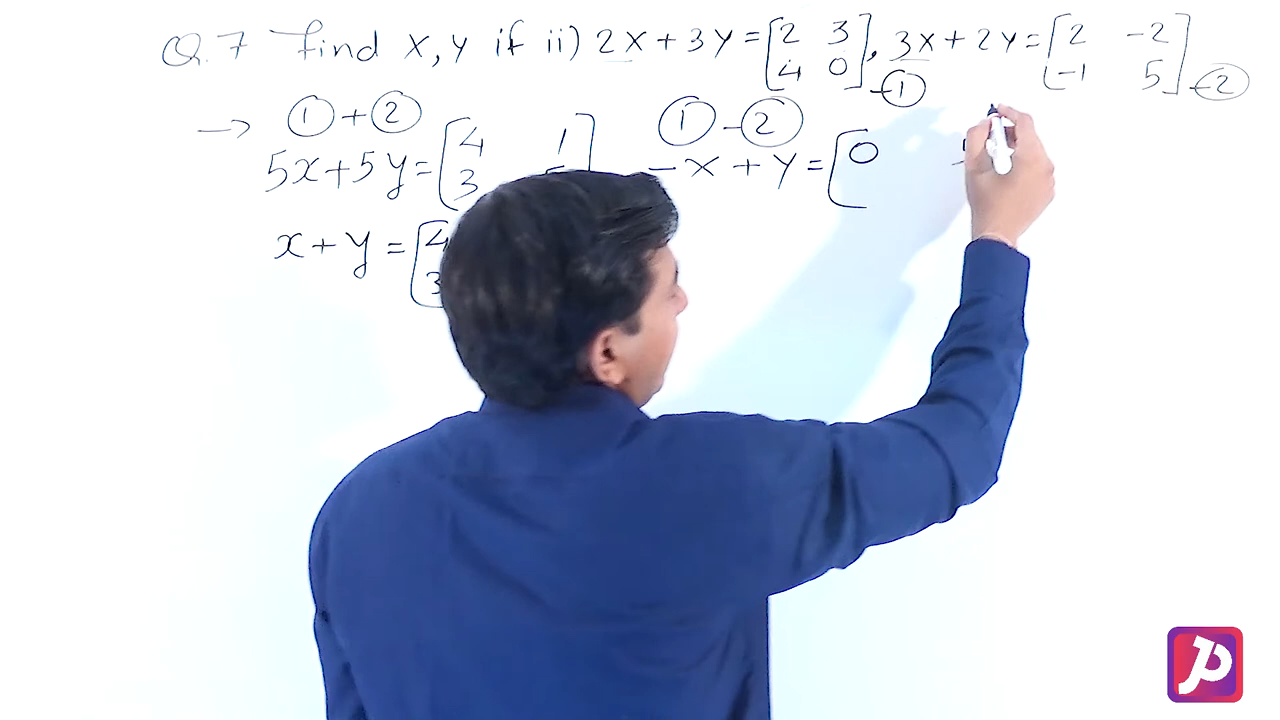 Q.7 Find X, Y if ii) 2X + 3Y = [2 3], 3X + 2Y = [2 -2]
[4 0] -① [-1 5] -②
→ ① + ② ① - ②
5X + 5Y = [4 1] - X + Y = [0
[3
X + Y = [4
[3